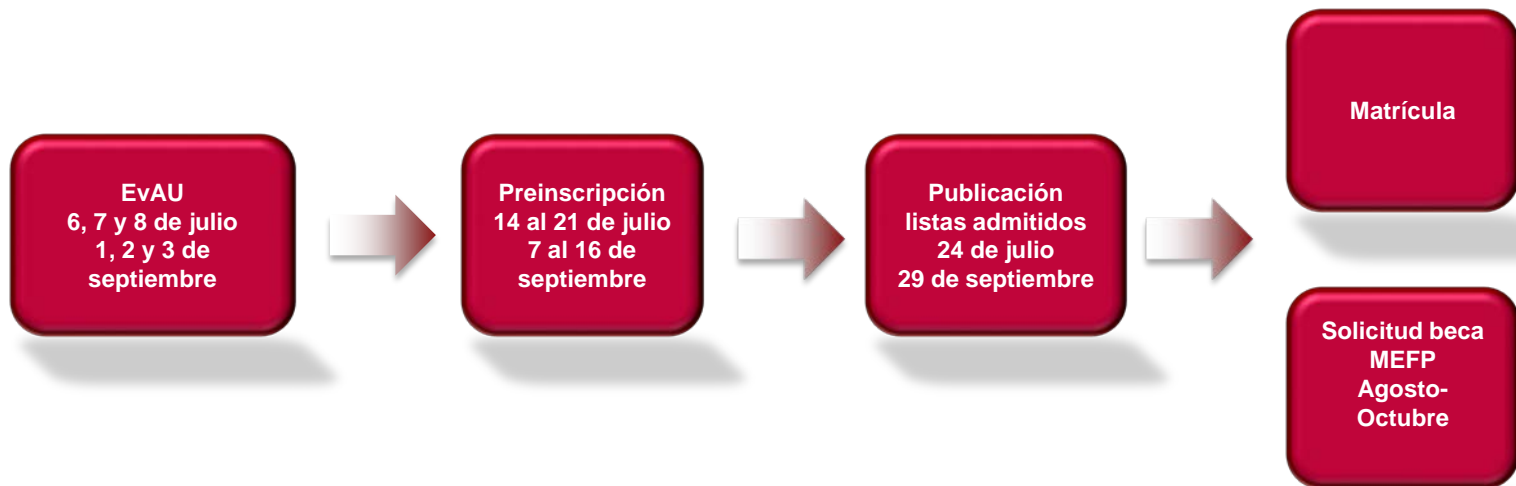 EvAU
6, 7 y 8 de julio
1, 2 y 3 de
septiembre
Preinscripción
14 al 21 de julio
7 al 16 de
septiembre
Publicación
listas admitidos
24 de julio
29 de septiembre
Matrícula
Solicitud beca
MEFP
Agosto-
Octubre